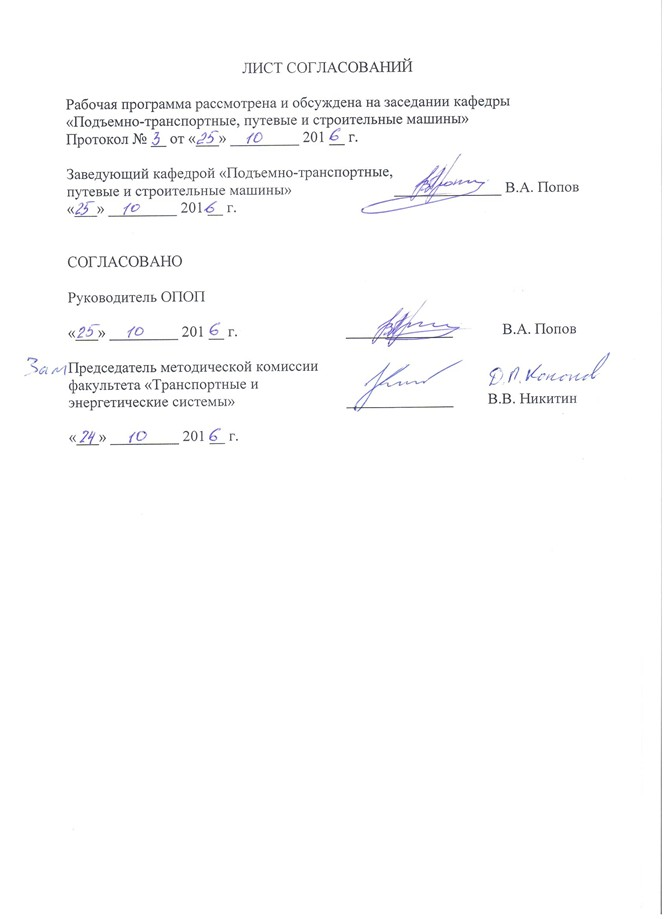 ЛИСТ СОГЛАСОВАНИЙ
Рабочая программа рассмотрена и обсуждена на заседании кафедры
«Подъемно-транспортные, путевые и строительные машины»
Протокол № 3 от «25» 10 2016 г.
Заведующий кафедрой «Подъемно-транспортные,
путевые и строительные машины» В.А. Попов
«25» 10 2016 г.
СОГЛАСОВАНО
Руководитель ОПОП
«25» 10 2016 г. В.А. Попов
Зам Председатель методической комиссии
факультета «Транспортные и Д.П. Кононов
энергетические системы» В.В. Никитин
«24» 10 2016 г.